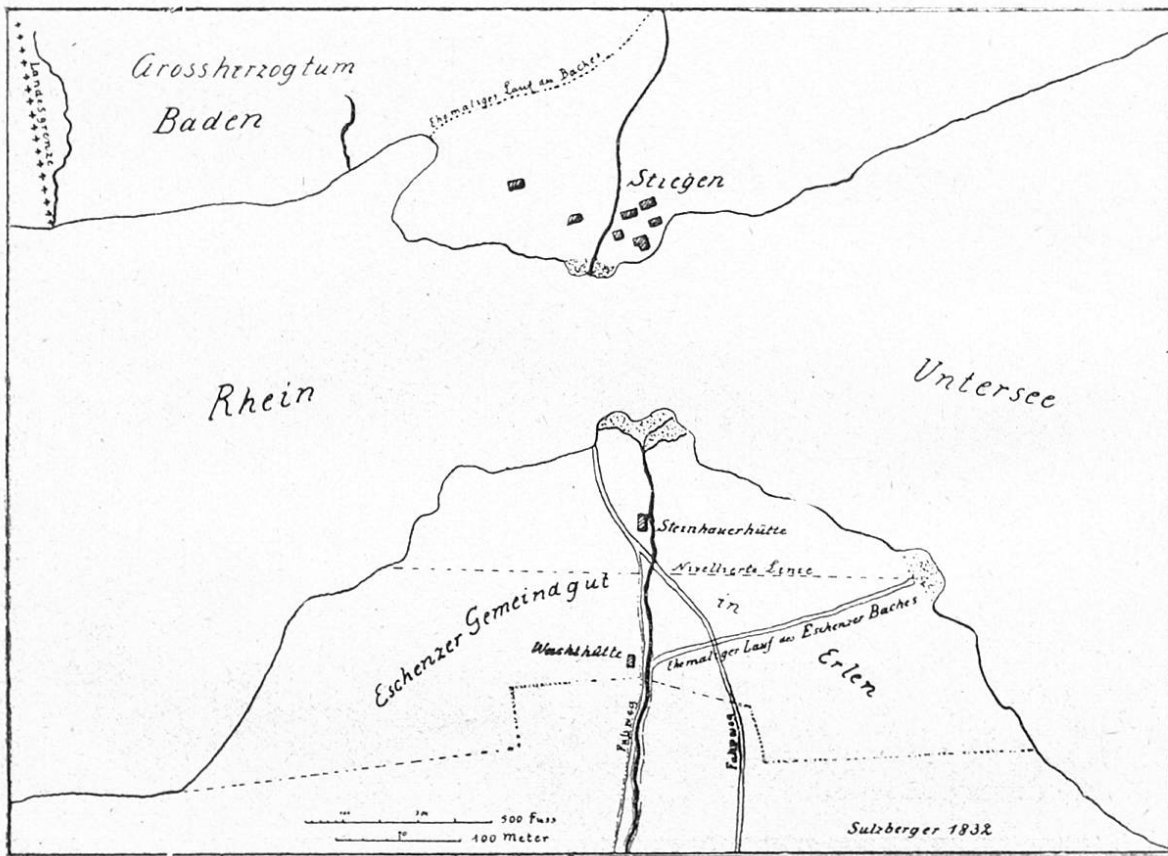 Landesgrenze
Grossherzogtum
Baden
Ehemaliger Lauf des Baches
Stiegen
Rhein
Untersee
Steinhauerhütte
Nivellierte Linie
Eschenzer Gemeindgut
in
Erlen
Ehemaliger Lauf des Eschenzer Baches
Wachthütte
Fußweg
Fahrweg
500 Fuss
50
100 Meter
Sulzberger 1832